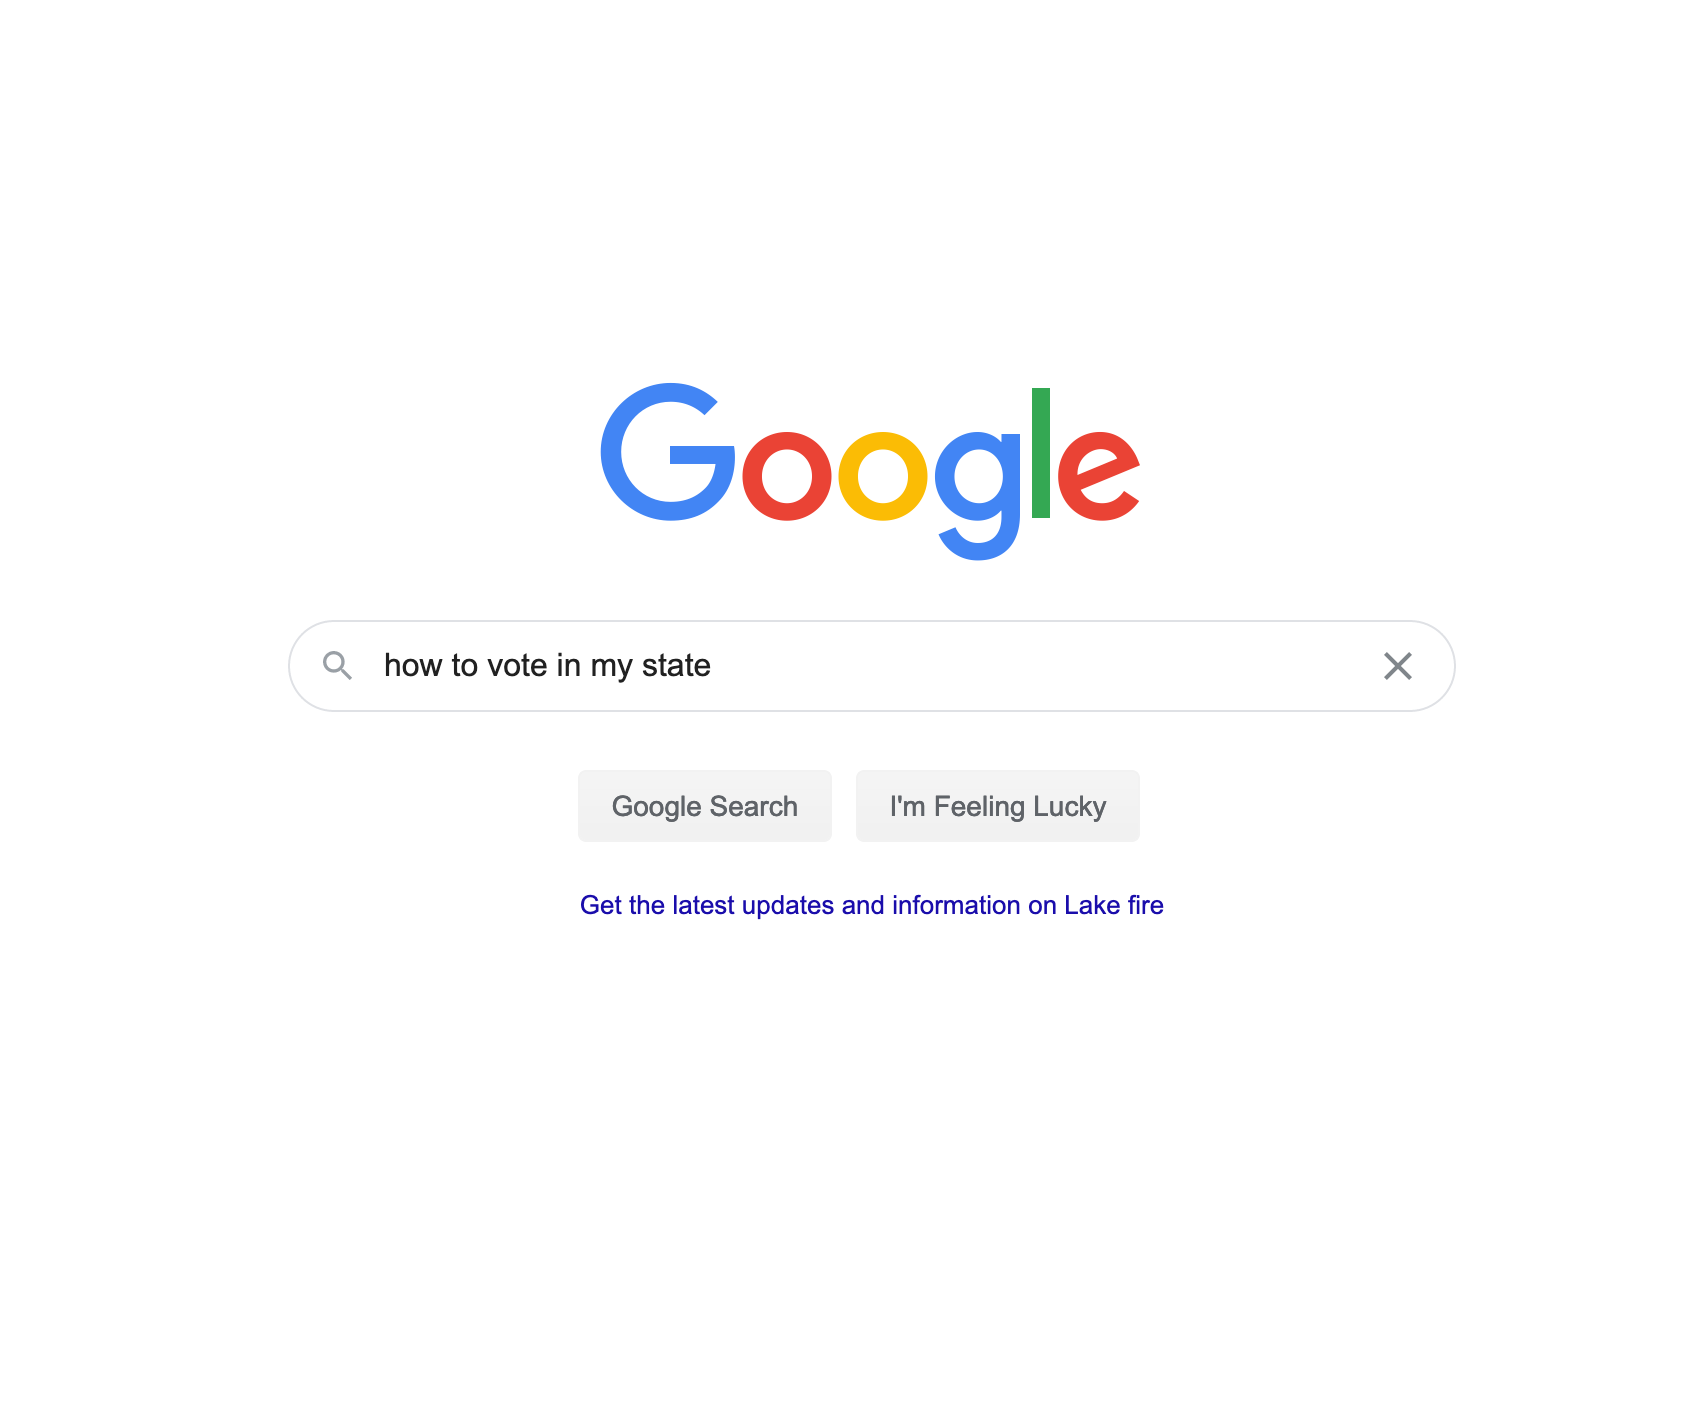 Google
how to vote in my state
Google Search
I'm Feeling Lucky
Get the latest updates and information on Lake fire